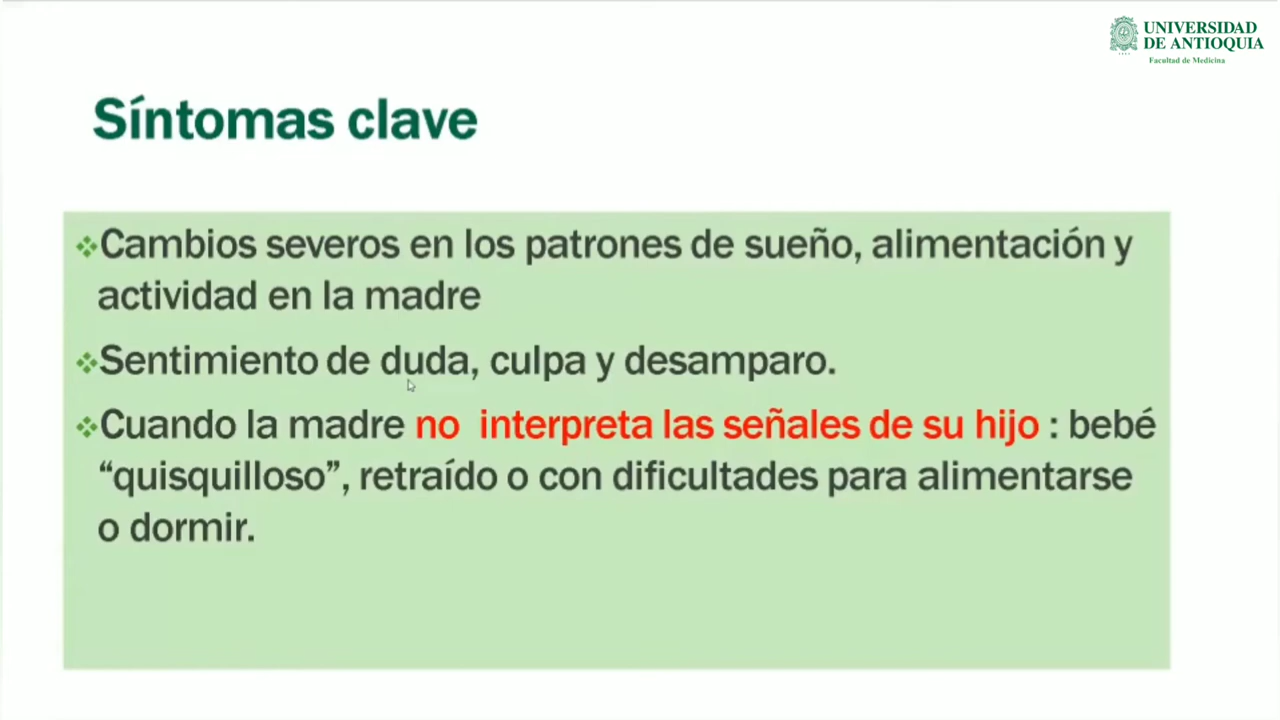 UNIVERSIDAD
DE ANTIOQUIA
Facultad de Medicina
Síntomas clave
Cambios severos en los patrones de sueño, alimentación y
actividad en la madre
Sentimiento de duda, culpa y desamparo.
Cuando la madre no interpreta las señales de su hijo : bebé
“quisquilloso”, retraído o con dificultades para alimentarse
o dormir.